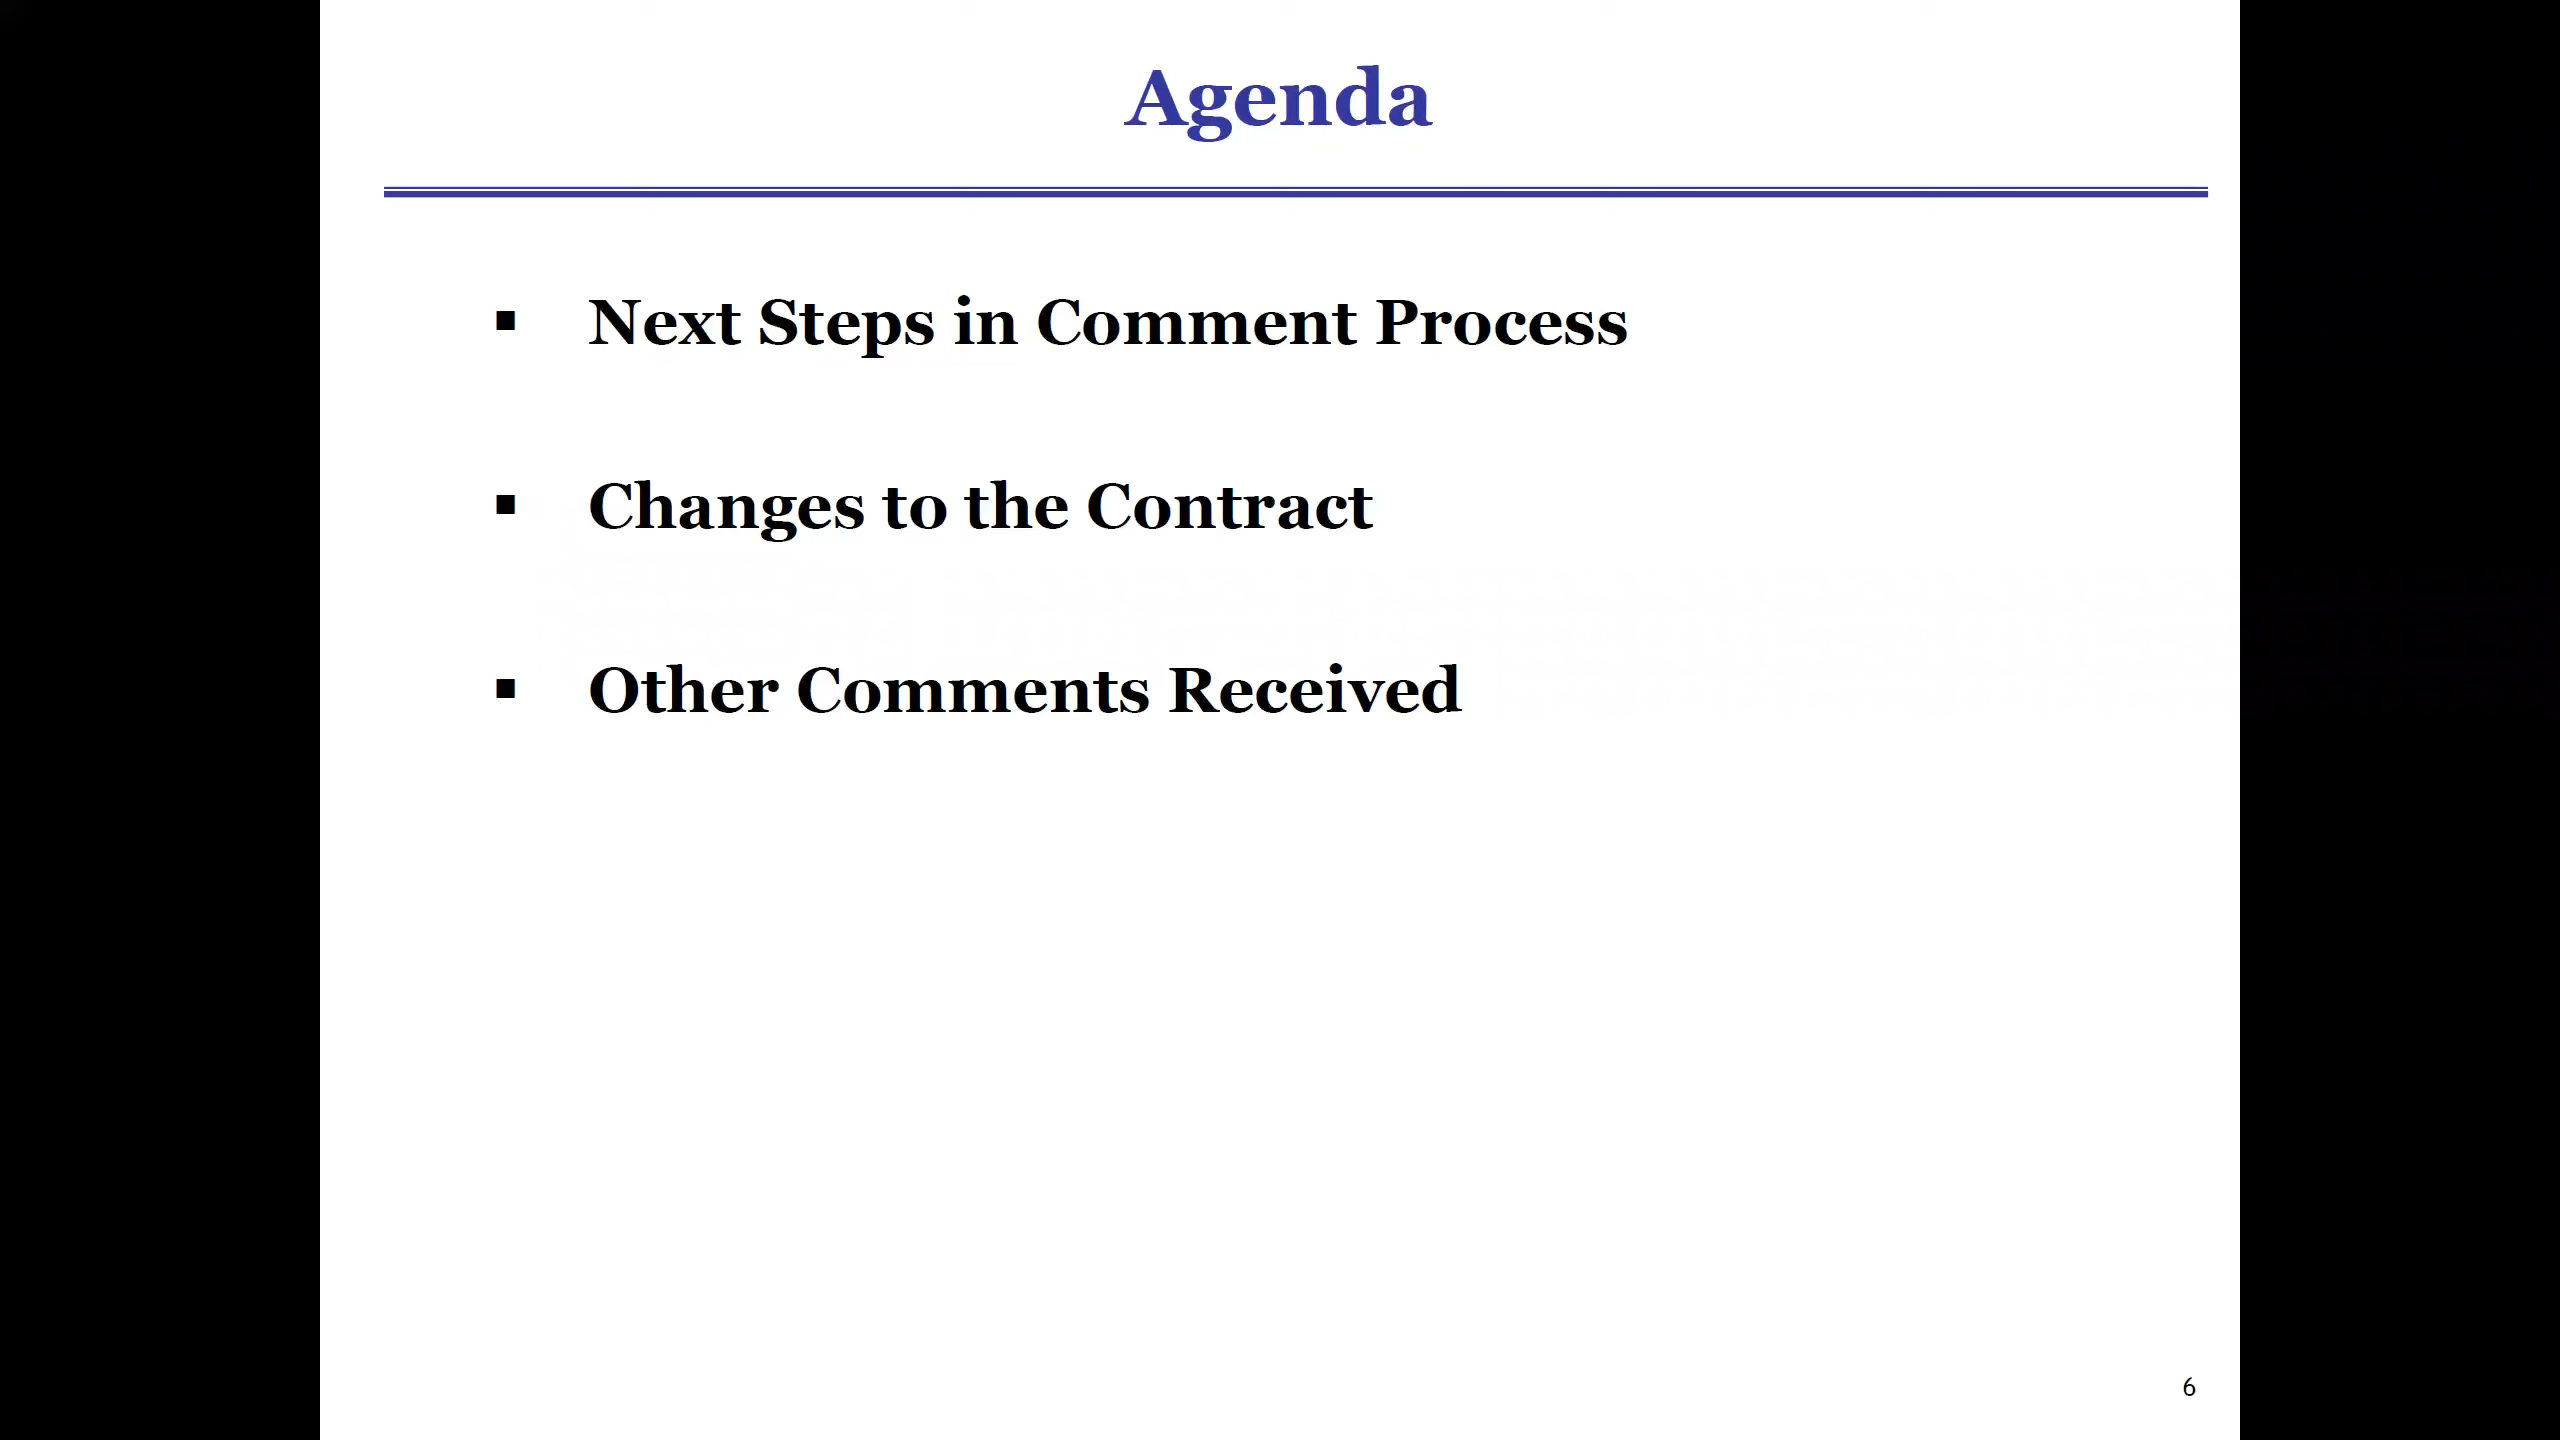 Agenda
▪ Next Steps in Comment Process
▪ Changes to the Contract
▪ Other Comments Received
6